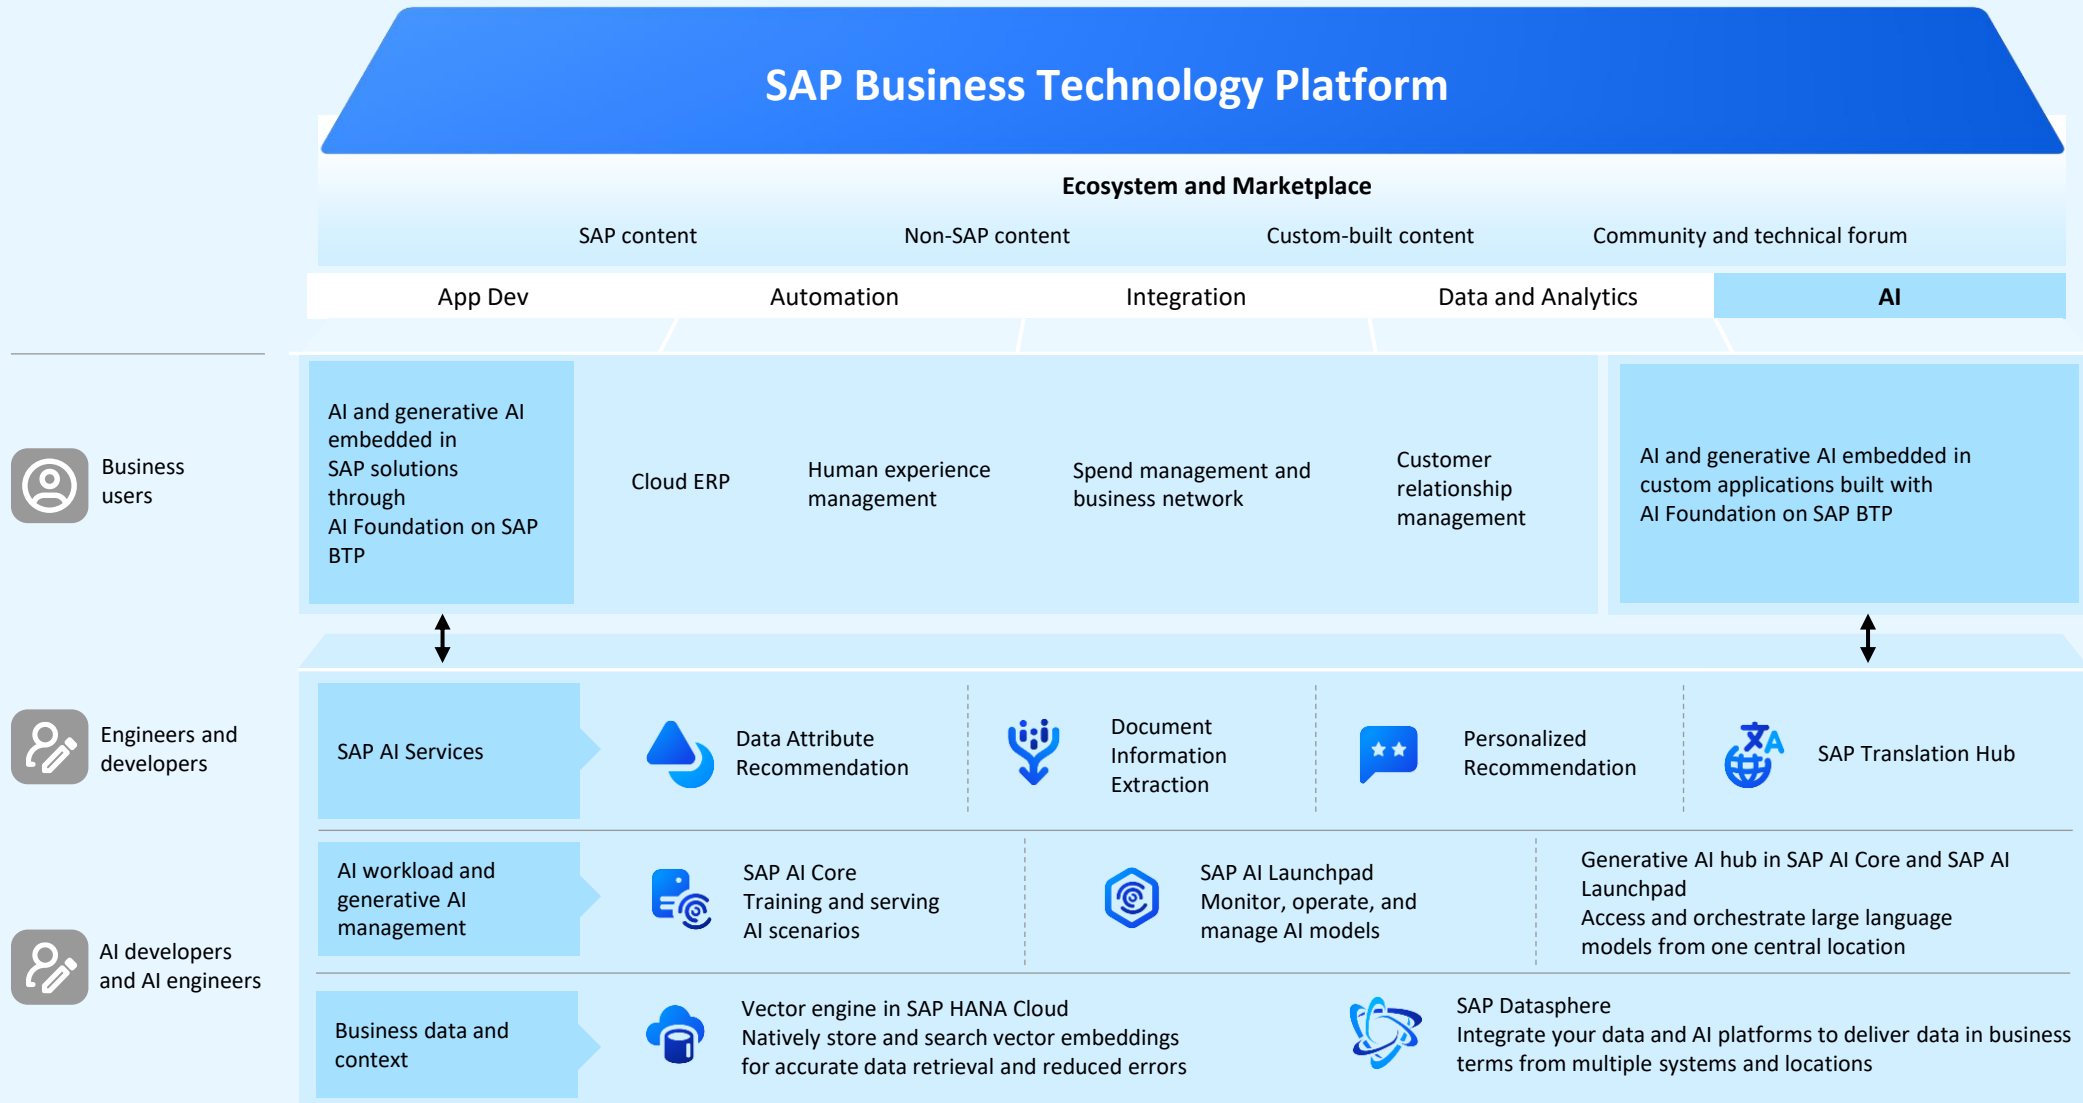 SAP Business Technology Platform
Ecosystem and Marketplace
SAP content
Non-SAP content
Custom-built content
Community and technical forum
App Dev
Automation
Integration
Data and Analytics
AI
Business
users
AI and generative AI
embedded in
SAP solutions
through
AI Foundation on SAP
BTP
Cloud ERP
Human experience
management
Spend management and
business network
Customer
relationship
management
AI and generative AI embedded in
custom applications built with
AI Foundation on SAP BTP
Engineers and
developers
SAP AI Services
Data Attribute
Recommendation
Document
Information
Extraction
Personalized
Recommendation
SAP Translation Hub
AI developers
and AI engineers
AI workload and
generative AI
management
SAP AI Core
Training and serving
AI scenarios
SAP AI Launchpad
Monitor, operate, and
manage AI models
Generative AI hub in SAP AI Core and SAP AI
Launchpad
Access and orchestrate large language
models from one central location
Business data and
context
Vector engine in SAP HANA Cloud
Natively store and search vector embeddings
for accurate data retrieval and reduced errors
SAP Datasphere
Integrate your data and AI platforms to deliver data in business
terms from multiple systems and locations